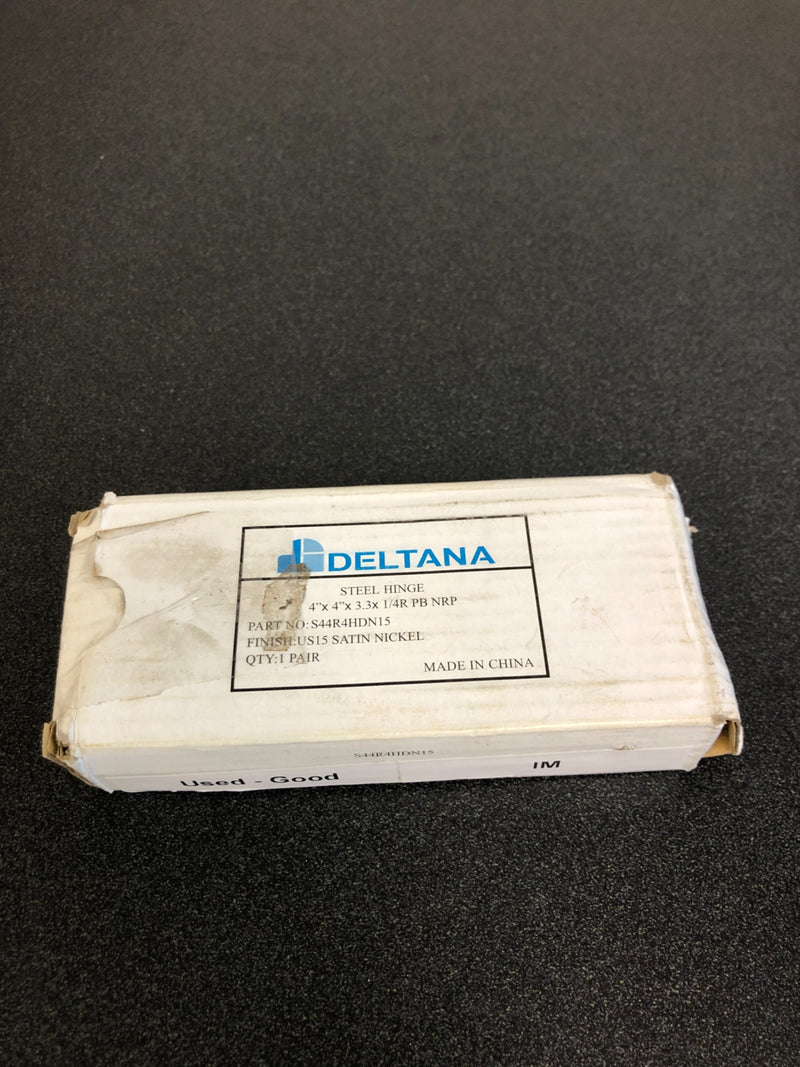 DELTANA
STEEL HINGE
4"x 4"x 3.3x 1/4R PB NRP
PART NO: S44R4HDN15
FINISH:US15 SATIN NICKEL
QTY:1 PAIR
MADE IN CHINA
S44R4HDN15
Used - Good